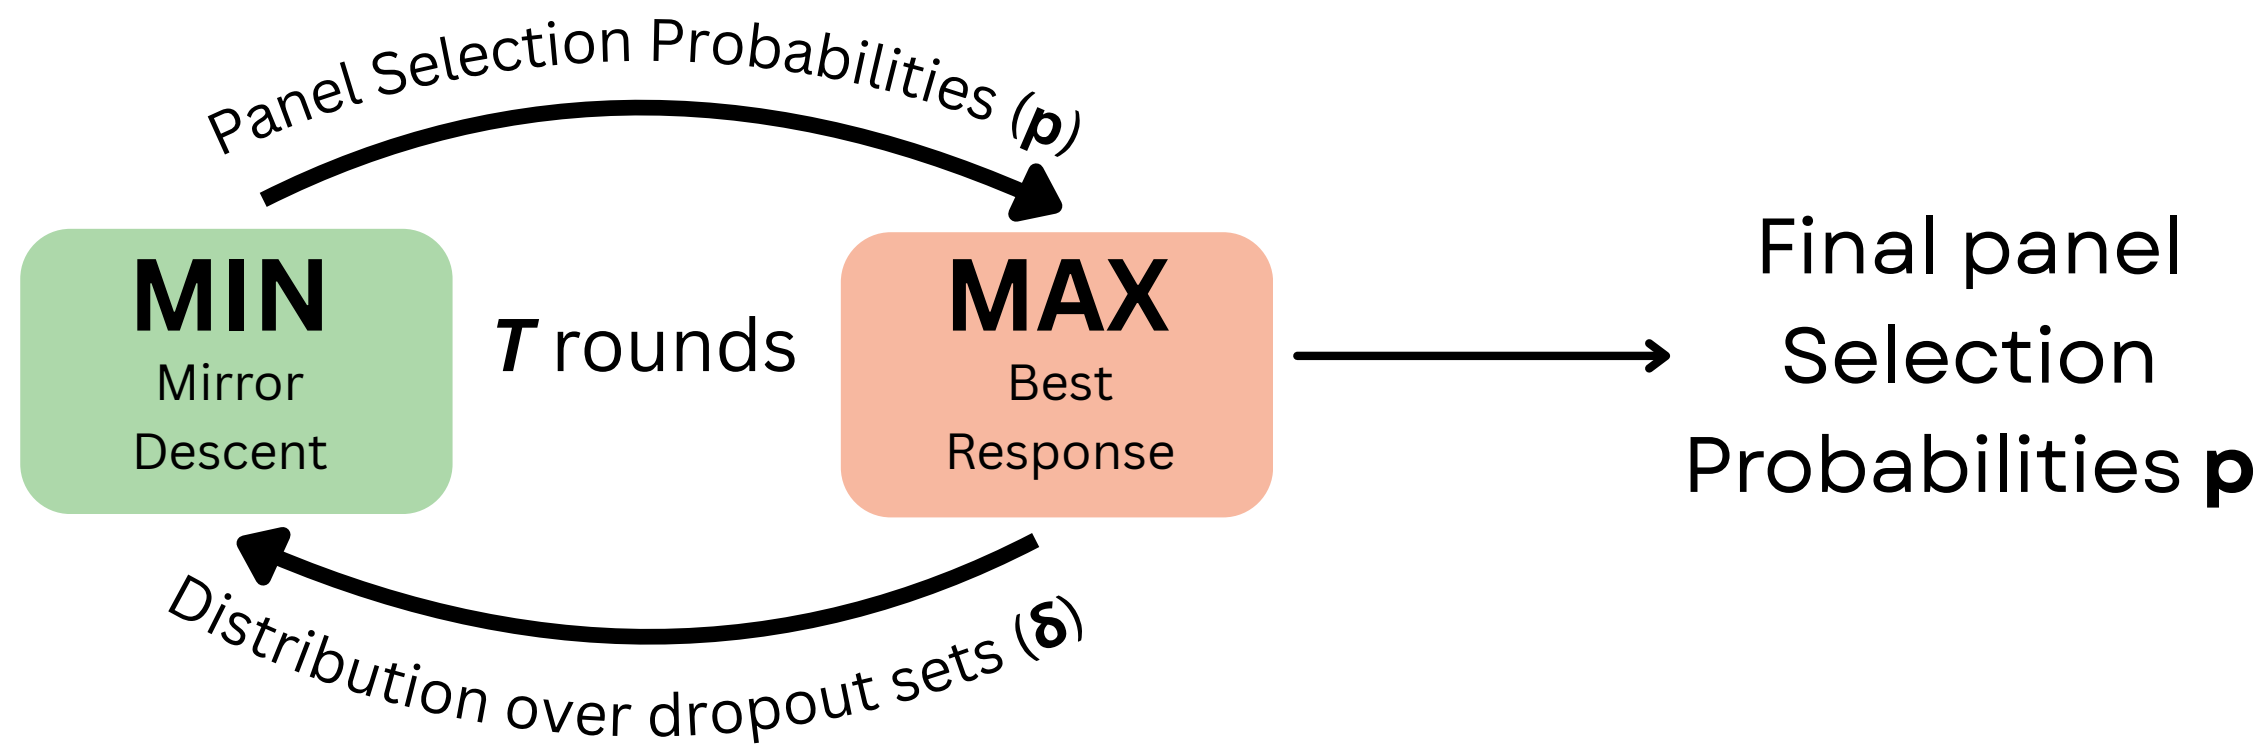 Panel Selection Probabilities (p)
MIN
Mirror
Descent
T rounds
MAX
Best
Response
Distribution over dropout sets (δ)
Final panel
Selection
Probabilities p